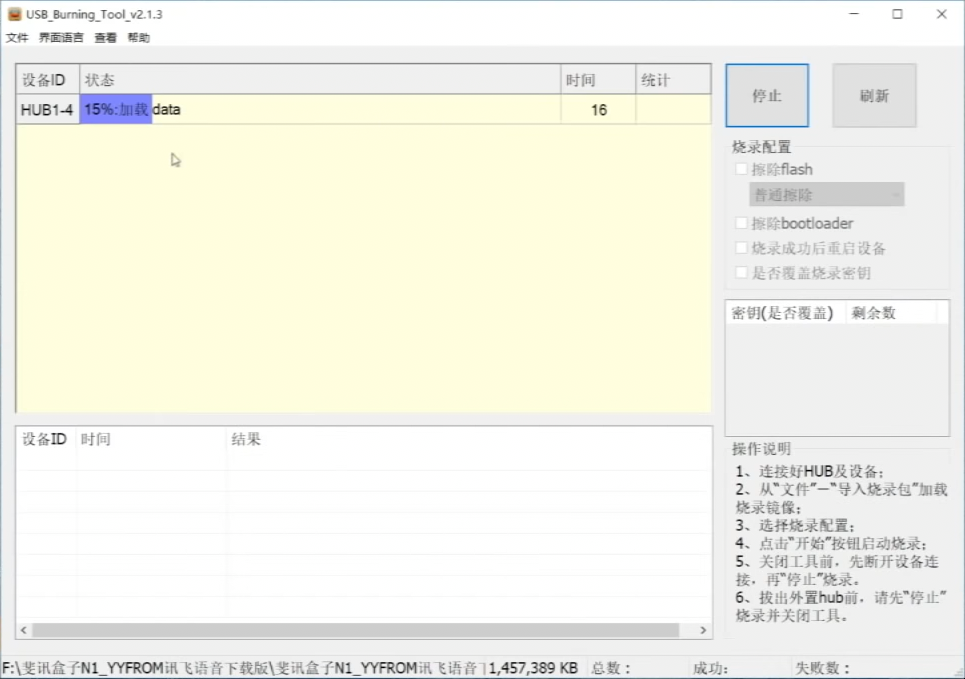 USB_Burning_Tool_v2.1.3
文件 界面语言 查看 帮助
设备ID 状态 时间 统计
HUB1-4 15%:加载 data 16
停止 刷新
烧录配置
擦除flash
普通擦除
擦除bootloader
烧录成功后重启设备
是否覆盖烧录密钥
密钥(是否覆盖) 剩余数
设备ID 时间 结果
操作说明
1、连接好HUB及设备;
2、从“文件”—“导入烧录包”加载
烧录镜像;
3、选择烧录配置;
4、点击“开始”按钮启动烧录;
5、关闭工具前，先断开设备连
接，再“停止”烧录。
6、拔出外置hub前，请先“停止”
烧录并关闭工具。
F:\斐讯盒子N1_YYFROM讯飞语音下载版\斐讯盒子N1_YYFROM讯飞语音 1,457,389 KB 总数： 成功: 失败数：